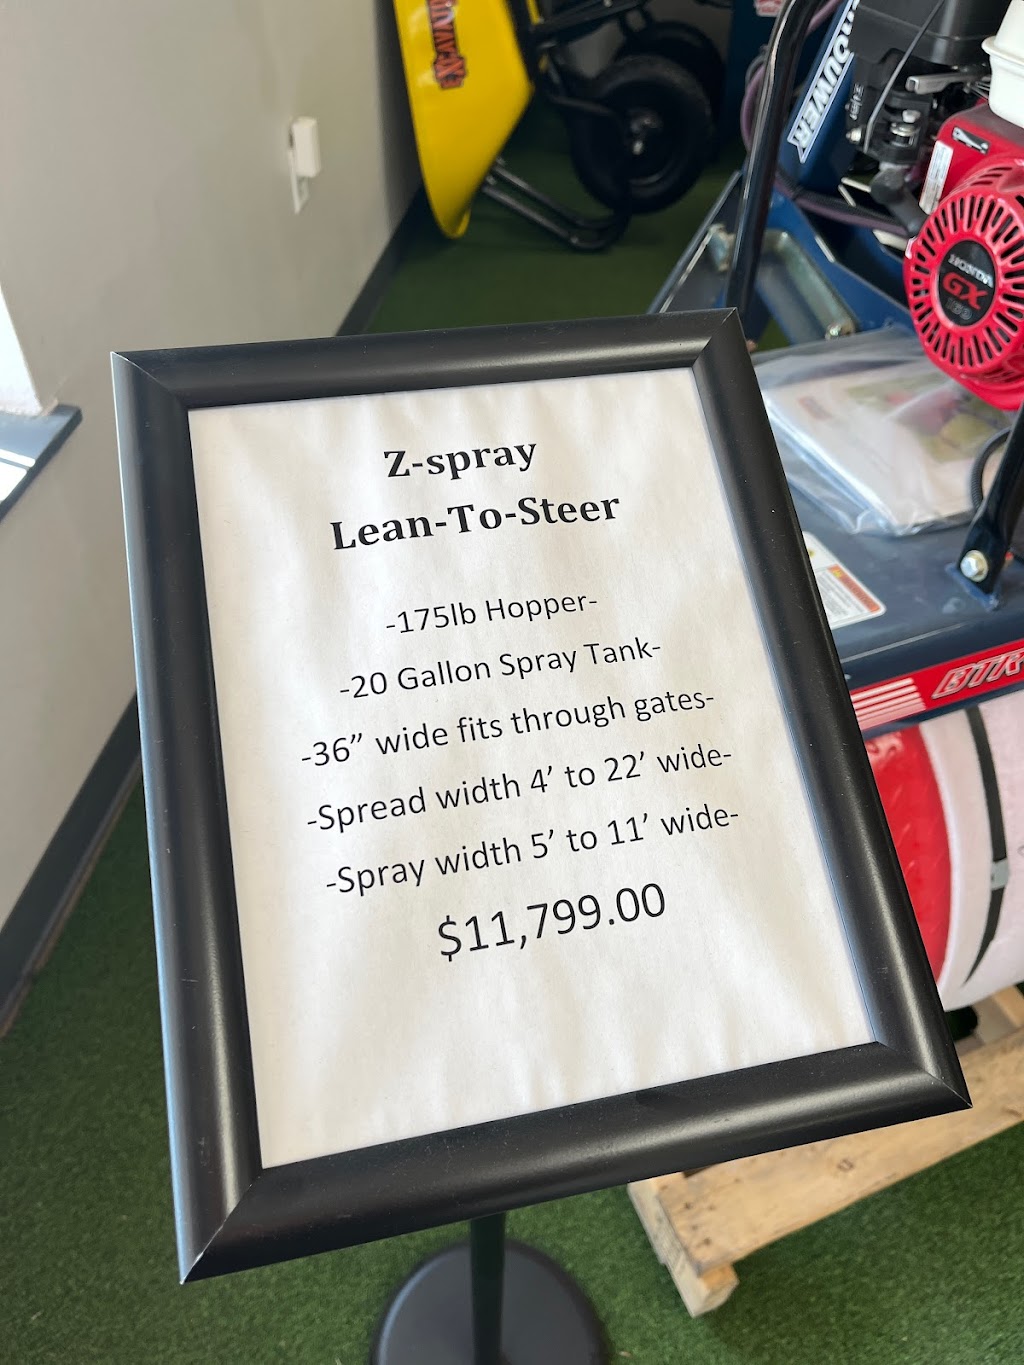 Z-spray
Lean-To-Steer
-175lb Hopper-
-20 Gallon Spray Tank-
-36” wide fits through gates-
-Spread width 4’ to 22’ wide-
-Spray width 5’ to 11’ wide-
$11,799.00
HONDA
GX
BTR